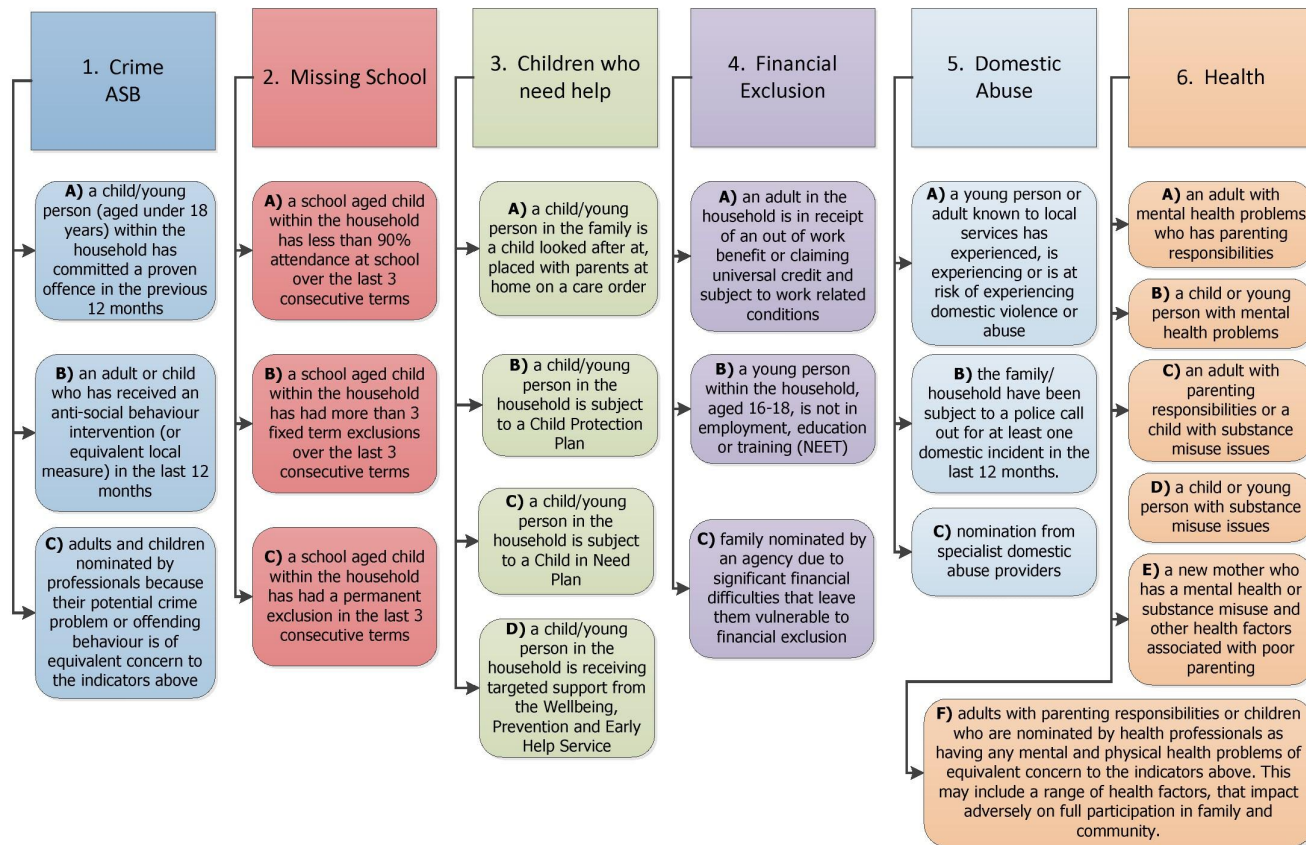 1. Crime
ASB
A) a child/young
person (aged under 18
years) within the
household has
committed a proven
offence in the previous
12 months
B) an adult or child
who has received an
anti-social behaviour
intervention (or
equivalent local
measure) in the last 12
months
C) adults and children
nominated by
professionals because
their potential crime
problem or offending
behaviour is of
equivalent concern to
the indicators above
2. Missing School
A) a school aged child
within the household
has less than 90%
attendance at school
over the last 3
consecutive terms
B) a school aged child
within the household
has had more than 3
fixed term exclusions
over the last 3
consecutive terms
C) a school aged child
within the household
has had a permanent
exclusion in the last 3
consecutive terms
3. Children who
need help
A) a child/young
person in the family is
a child looked after at,
placed with parents at
home on a care order
B) a child/young
person in the
household is subject
to a Child Protection
Plan
C) a child/young
person in the
household is subject
to a Child in Need
Plan
D) a child/young
person in the
household is receiving
targeted support from
the Wellbeing,
Prevention and Early
Help Service
4. Financial
Exclusion
A) an adult in the
household is in receipt
of an out of work
benefit or claiming
universal credit and
subject to work related
conditions
B) a young person
within the household,
aged 16-18, is not in
employment, education
or training (NEET)
C) family nominated by
an agency due to
significant financial
difficulties that leave
them vulnerable to
financial exclusion
5. Domestic
Abuse
A) a young person or
adult known to local
services has
experienced, is
experiencing or is at
risk of experiencing
domestic violence or
abuse
B) the family/
household have been
subject to a police call
out for at least one
domestic incident in the
last 12 months.
C) nomination from
specialist domestic
abuse providers
6. Health
A) an adult with
mental health problems
who has parenting
responsibilities
B) a child or young
person with mental
health problems
C) an adult with
parenting
responsibilities or a
child with substance
misuse issues
D) a child or young
person with substance
misuse issues
E) a new mother who
has a mental health or
substance misuse and
other health factors
associated with poor
parenting
F) adults with parenting responsibilities or children
who are nominated by health professionals as
having any mental and physical health problems of
equivalent concern to the indicators above. This
may include a range of health factors, that impact
adversely on full participation in family and
community.